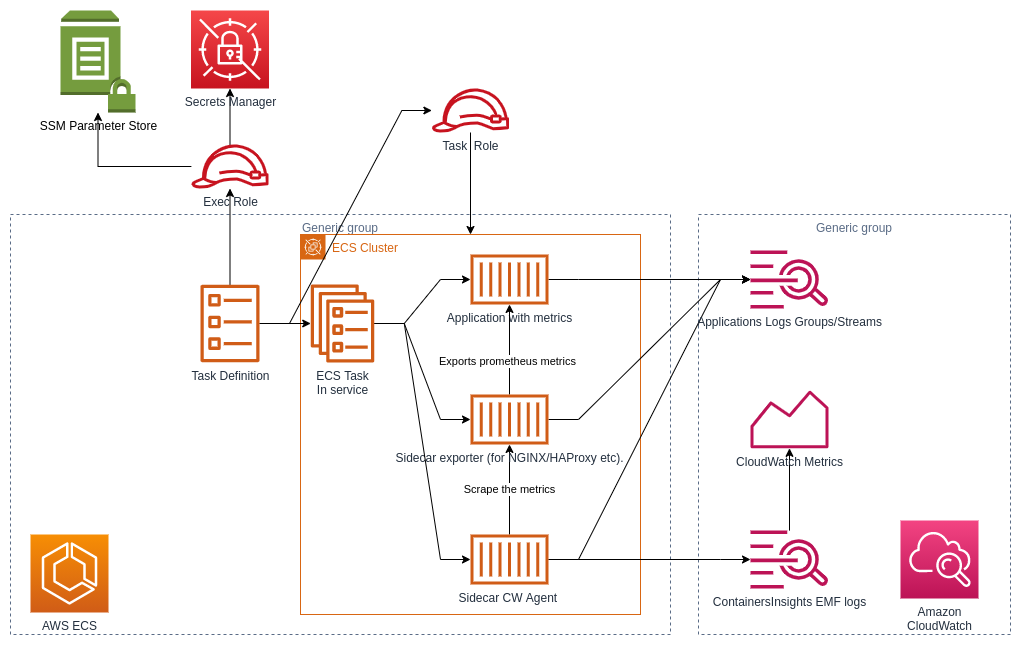 Secrets Manager
SSM Parameter Store
Task Role
Exec Role
Generic group
Generic group
ECS Cluster
Application with metrics
Applications Logs Groups/Streams
Exports prometheus metrics
Task Definition
ECS Task
In service
Sidecar exporter (for NGINX/HAProxy etc).
CloudWatch Metrics
Scrape the metrics
Sidecar CW Agent
ContainersInsights EMF logs
AWS ECS
Amazon
CloudWatch